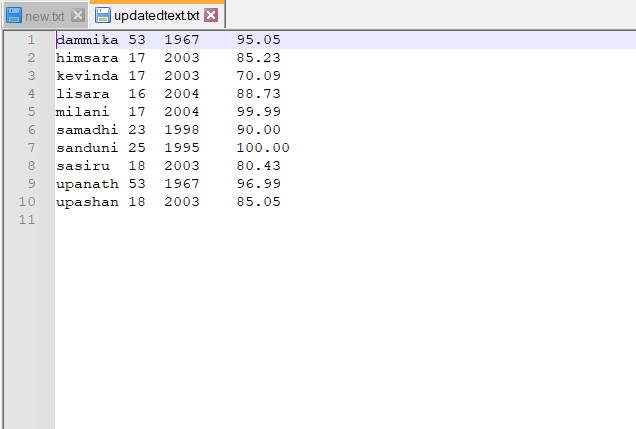 new.txt updatedtext.txt
1 dammika 53 1967 95.05
2 himsara 17 2003 85.23
3 kevinda 17 2003 70.09
4 lisara 16 2004 88.73
5 milani 17 2004 99.99
6 samadhi 23 1998 90.00
7 sanduni 25 1995 100.00
8 sasiru 18 2003 80.43
9 upanath 53 1967 96.99
10 upashan 18 2003 85.05
11